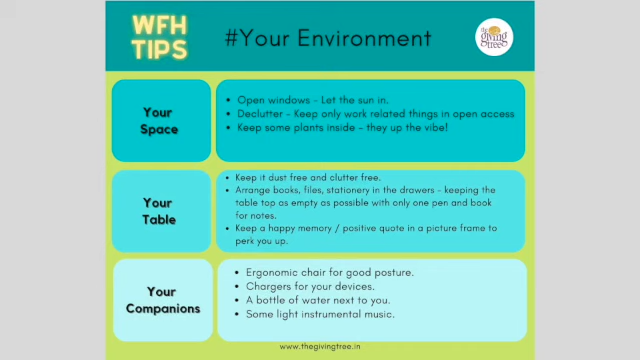 WFH
TIPS
#Your Environment
the
giving
tree
Your
Space
• Open windows - Let the sun in.
• Declutter - Keep only work related things in open access
• Keep some plants inside - they up the vibe!
Your
Table
• Keep it dust free and clutter free.
• Arrange books, files, stationery in the drawers - keeping the
table top as empty as possible with only one pen and book
for notes.
• Keep a happy memory / positive quote in a picture frame to
perk you up.
Your
Companions
• Ergonomic chair for good posture.
• Chargers for your devices.
• A bottle of water next to you.
• Some light instrumental music.
www.thegivingtree.in